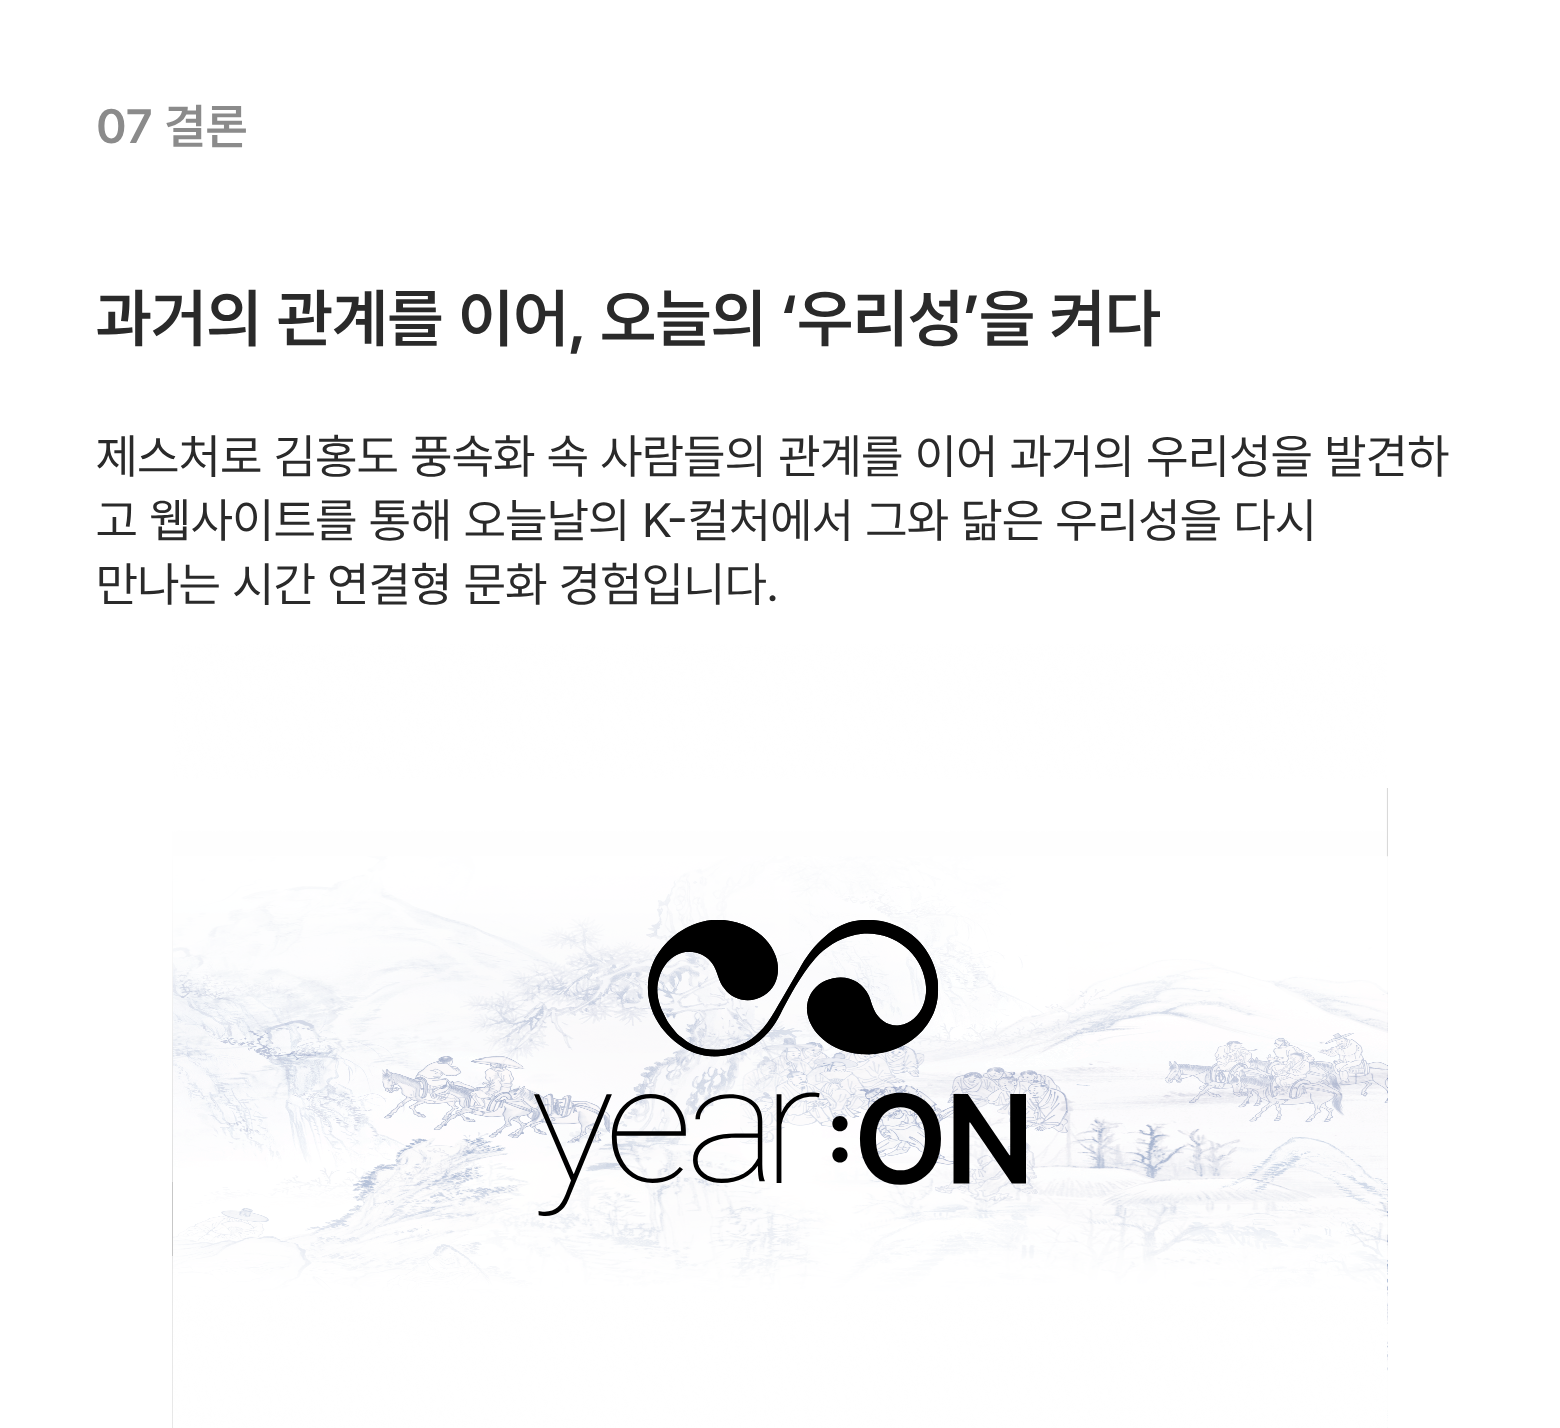 07 결론
과거의 관계를 이어, 오늘의 ‘우리성’을 켜다
제스처로 김홍도 풍속화 속 사람들의 관계를 이어 과거의 우리성을 발견하
고 웹사이트를 통해 오늘날의 K-컬처에서 그와 닮은 우리성을 다시
만나는 시간 연결형 문화 경험입니다.
year:ON